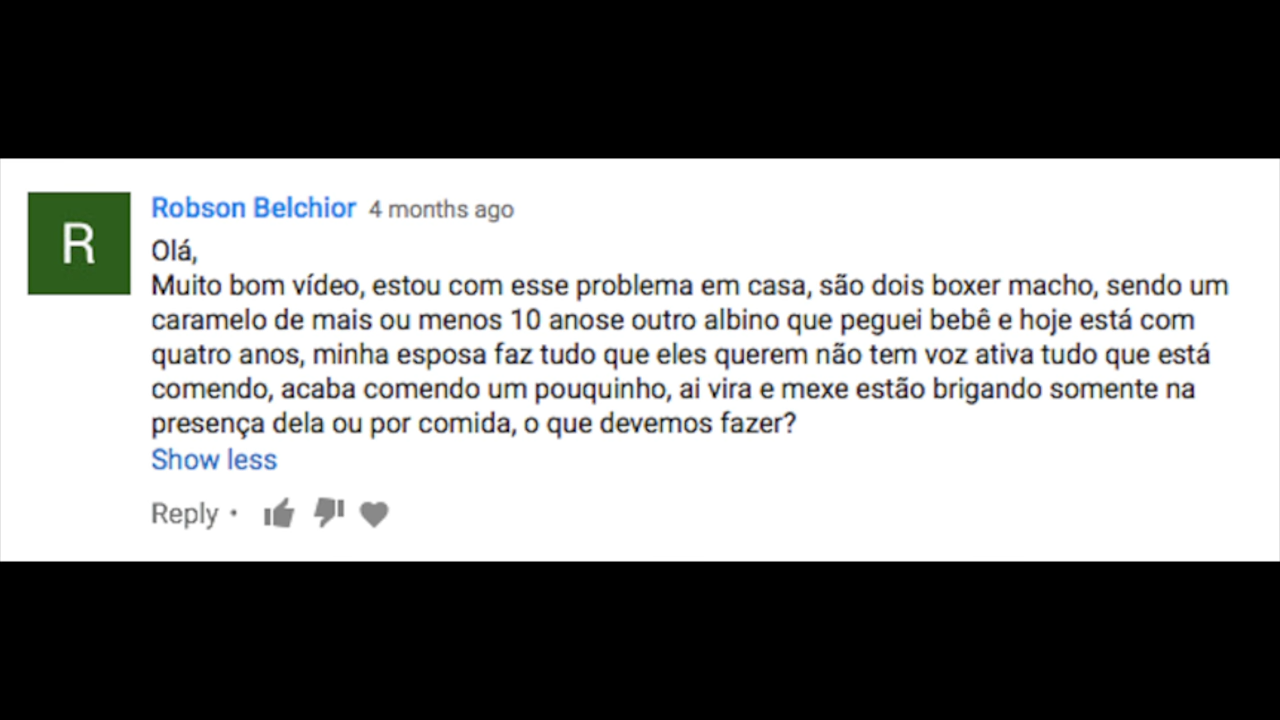 R
Robson Belchior 4 months ago
Olá,
Muito bom vídeo, estou com esse problema em casa, são dois boxer macho, sendo um
caramelo de mais ou menos 10 anose outro albino que peguei bebê e hoje está com
quatro anos, minha esposa faz tudo que eles querem não tem voz ativa tudo que está
comendo, acaba comendo um pouquinho, ai vira e mexe estão brigando somente na
presença dela ou por comida, o que devemos fazer?
Show less
Reply •